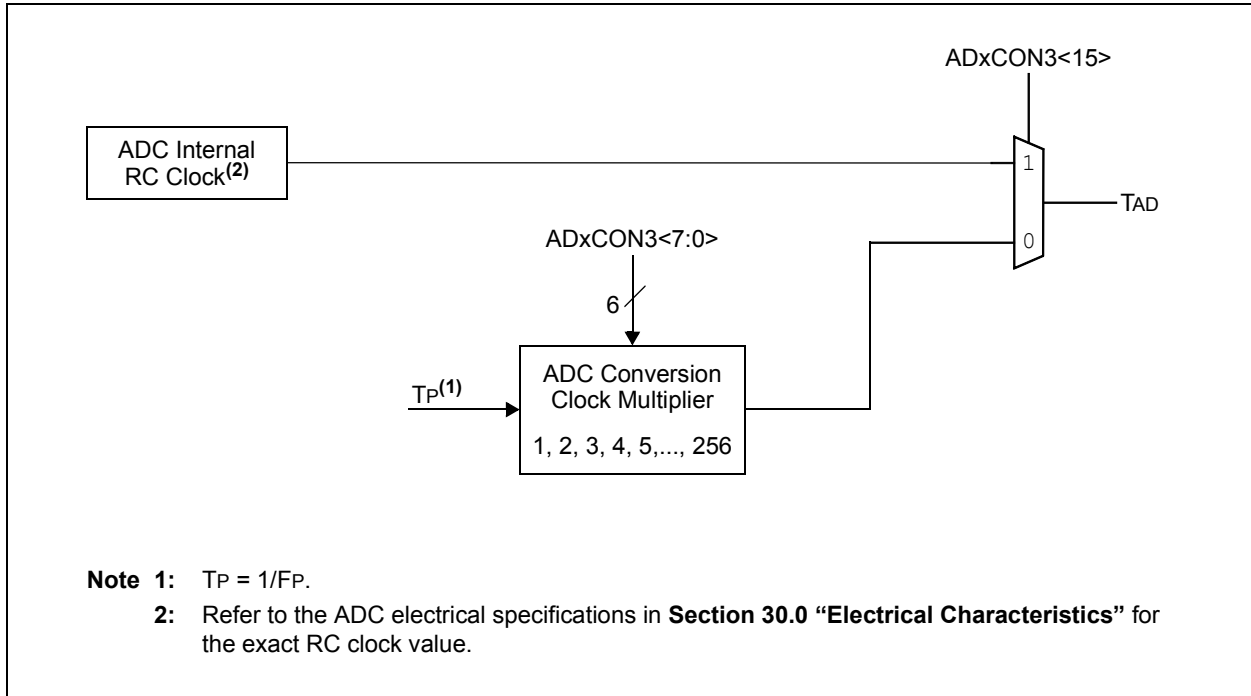 ADxCON3<15>
ADC Internal
RC Clock(2)
1
TAD
ADxCON3<7:0>
0
6
ADC Conversion
Clock Multiplier
TP(1)
1, 2, 3, 4, 5,..., 256
Note 1: TP = 1/FP.
2: Refer to the ADC electrical specifications in Section 30.0 “Electrical Characteristics” for
the exact RC clock value.